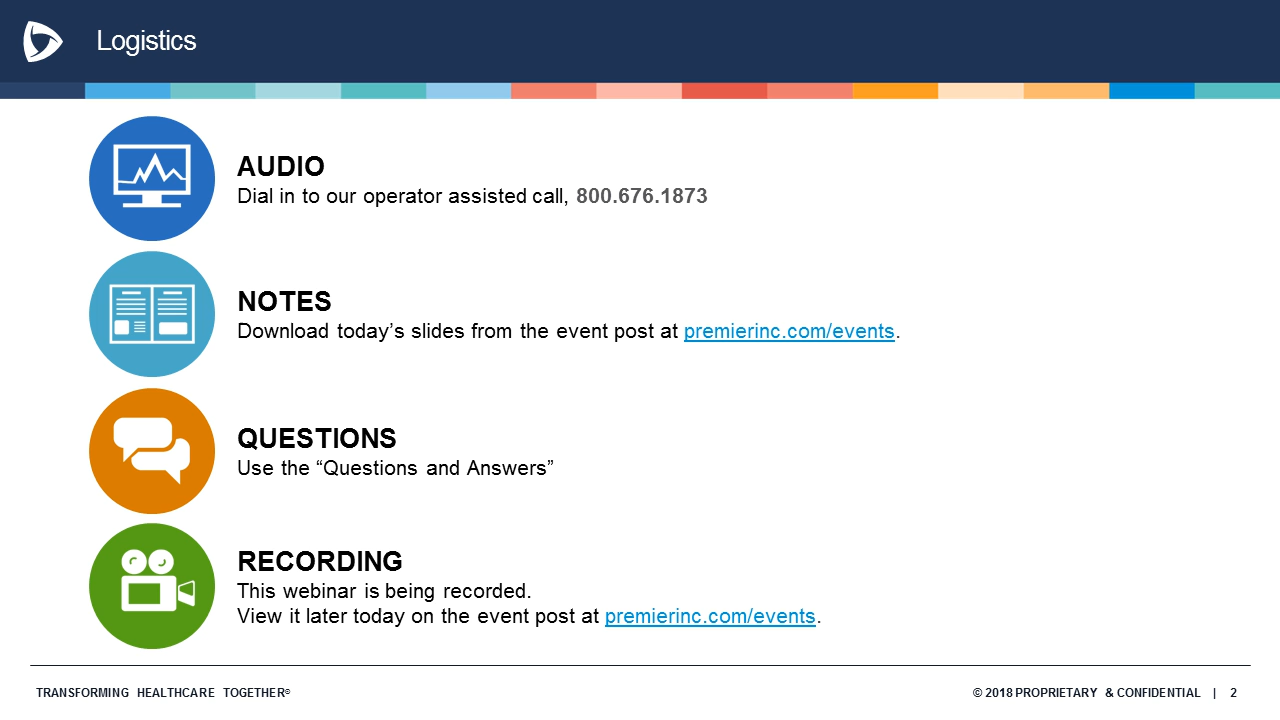 Logistics
AUDIO
Dial in to our operator assisted call, 800.676.1873
NOTES
Download today’s slides from the event post at premierinc.com/events.
QUESTIONS
Use the “Questions and Answers”
RECORDING
This webinar is being recorded.
View it later today on the event post at premierinc.com/events.
TRANSFORMING HEALTHCARE TOGETHER®
© 2018 PROPRIETARY & CONFIDENTIAL | 2